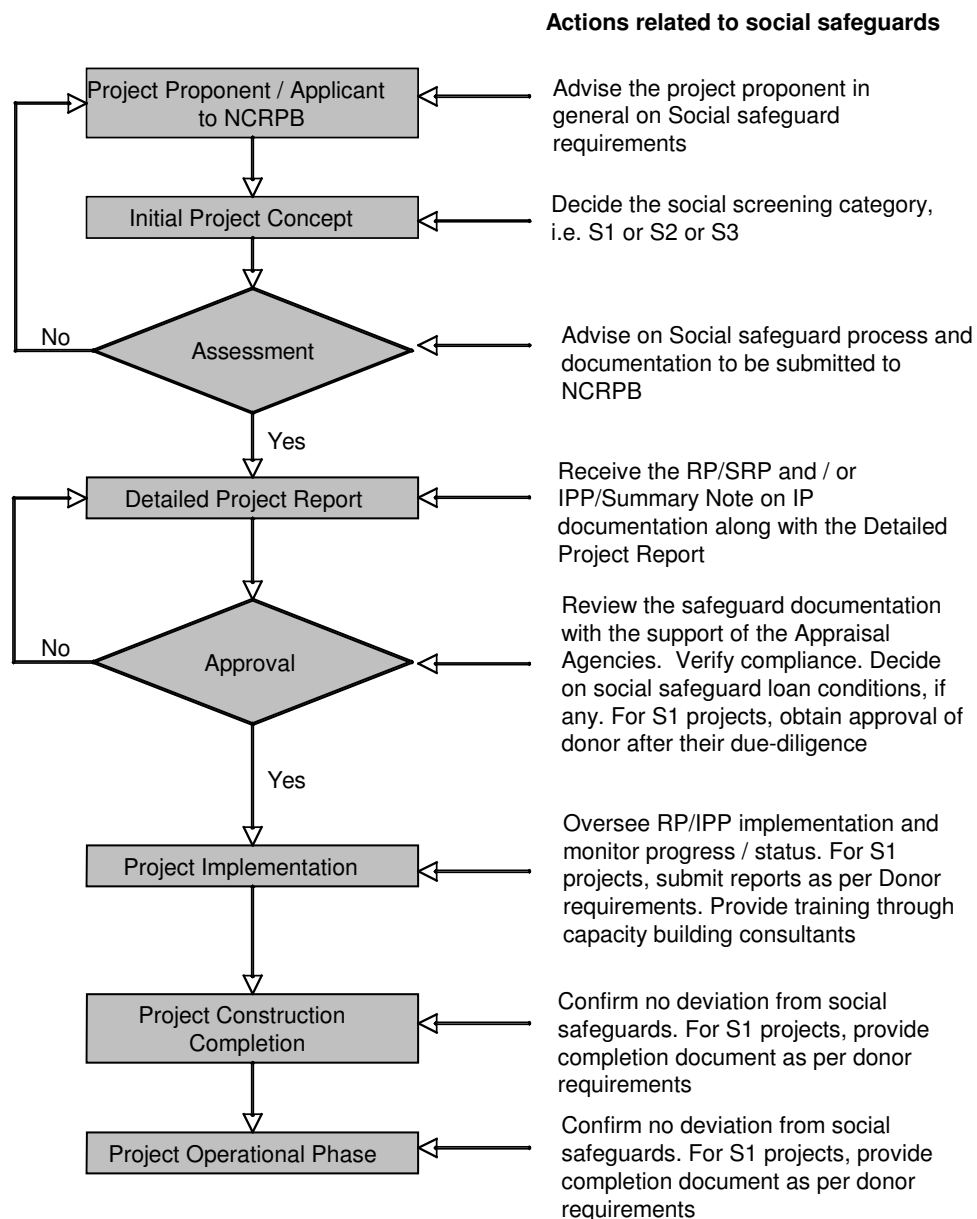 Actions related to social safeguards
Project Proponent / Applicant
to NCRPB
Advise the project proponent in
general on Social safeguard
requirements
Initial Project Concept
Decide the social screening category,
i.e. S1 or S2 or S3
No
Assessment
Advise on Social safeguard process and
documentation to be submitted to
NCRPB
Yes
Detailed Project Report
Receive the RP/SRP and / or
IPP/Summary Note on IP
documentation along with the Detailed
Project Report
No
Approval
Review the safeguard documentation
with the support of the Appraisal
Agencies.  Verify compliance. Decide
on social safeguard loan conditions, if
any. For S1 projects, obtain approval of
donor after their due-diligence
Yes
Project Implementation
Oversee RP/IPP implementation and
monitor progress / status. For S1
projects, submit reports as per Donor
requirements. Provide training through
capacity building consultants
Project Construction
Completion
Confirm no deviation from social
safeguards. For S1 projects, provide
completion document as per donor
requirements
Project Operational Phase
Confirm no deviation from social
safeguards. For S1 projects, provide
completion document as per donor
requirements